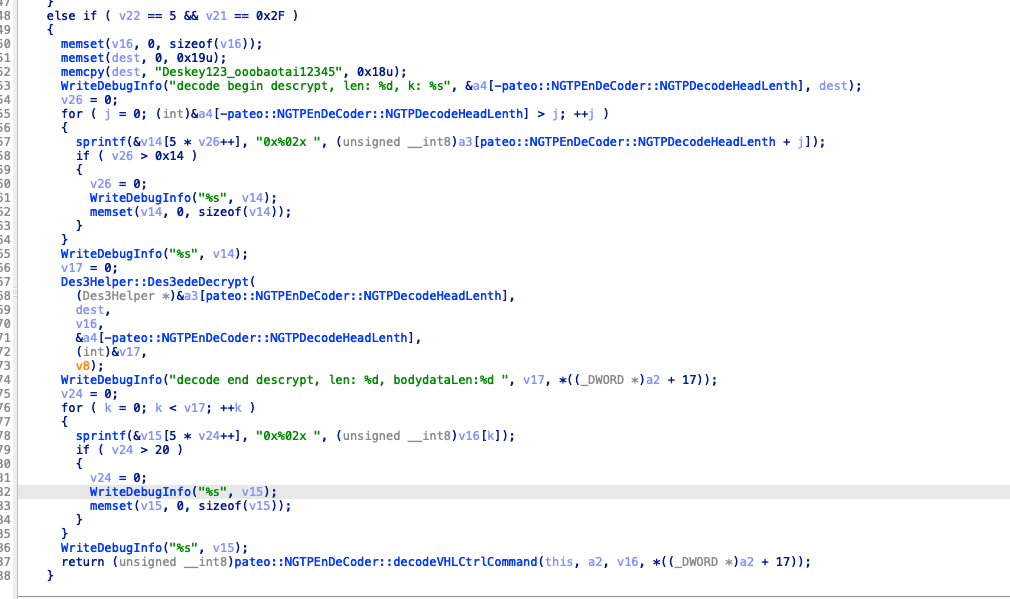 47 }
48 else if ( v22 == 5 && v21 == 0x2F )
49 {
50 memset(v16, 0, sizeof(v16));
51 memset(dest, 0, 0x19u);
52 memcpy(dest, "Deskey123_ooobaotai12345", 0x18u);
53 WriteDebugInfo("decode begin descrypt, len: %d, k: %s", &a4[-pateo::NGTPEnDeCoder::NGTPDecodeHeadLenth], dest);
54 v26 = 0;
55 for ( j = 0; (int)&a4[-pateo::NGTPEnDeCoder::NGTPDecodeHeadLenth] > j; ++j )
56 {
57 sprintf(&v14[5 * v26++], "0x%02x ", (unsigned __int8)a3[pateo::NGTPEnDeCoder::NGTPDecodeHeadLenth + j]);
58 if ( v26 > 0x14 )
59 {
60 v26 = 0;
61 WriteDebugInfo("%s", v14);
62 memset(v14, 0, sizeof(v14));
63 }
64 }
65 WriteDebugInfo("%s", v14);
66 v17 = 0;
67 Des3Helper::Des3edeDecrypt(
68 (Des3Helper *)&a3[pateo::NGTPEnDeCoder::NGTPDecodeHeadLenth],
69 dest,
70 v16,
71 &a4[-pateo::NGTPEnDeCoder::NGTPDecodeHeadLenth],
72 (int)&v17,
73 v8);
74 WriteDebugInfo("decode end descrypt, len: %d, bodydataLen:%d ", v17, *((_DWORD *)a2 + 17));
75 v24 = 0;
76 for ( k = 0; k < v17; ++k )
77 {
78 sprintf(&v15[5 * v24++], "0x%02x ", (unsigned __int8)v16[k]);
79 if ( v24 > 20 )
80 {
81 v24 = 0;
82 WriteDebugInfo("%s", v15);
83 memset(v15, 0, sizeof(v15));
84 }
85 }
86 WriteDebugInfo("%s", v15);
87 return (unsigned __int8)pateo::NGTPEnDeCoder::decodeVHLCtrlCommand(this, a2, v16, *((_DWORD *)a2 + 17));
88 }